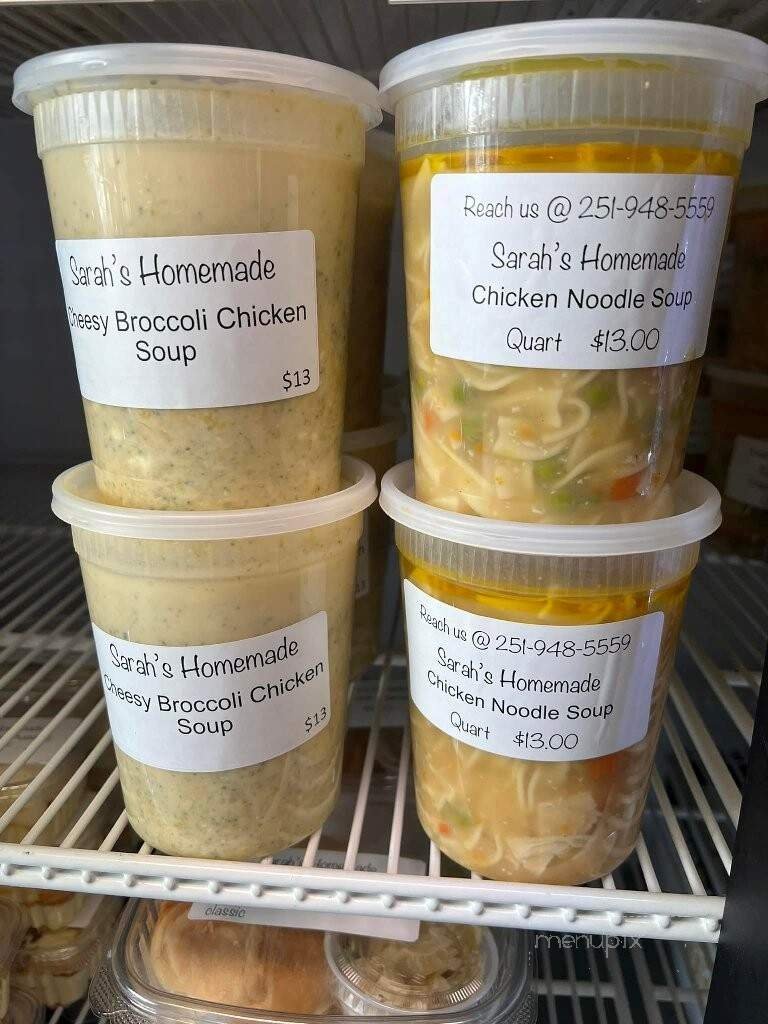 Sarah's Homemade
Cheesy Broccoli Chicken
Soup
$13
Reach us @ 251-948-5559
Sarah's Homemade
Chicken Noodle Soup
Quart $13.00
Sarah's Homemade
Cheesy Broccoli Chicken
Soup
$13
Reach us @ 251-948-5559
Sarah's Homemade
Chicken Noodle Soup
Quart $13.00
classic
menupix